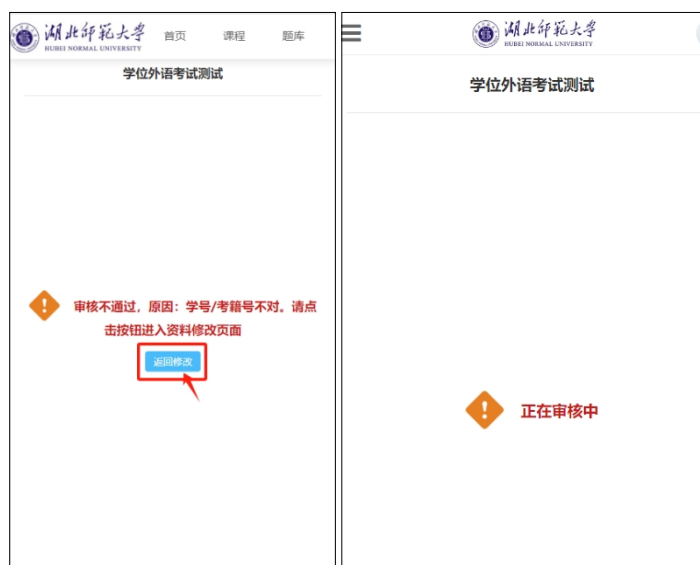 湖北师范大学
HUBEI NORMAL UNIVERSITY
首页
课程
题库
学位外语考试测试
审核不通过,原因:学号/考籍号不对。请点
击按钮进入资料修改页面
返回修改
湖北师范大学
HUBEI NORMAL UNIVERSITY
学位外语考试测试
正在审核中